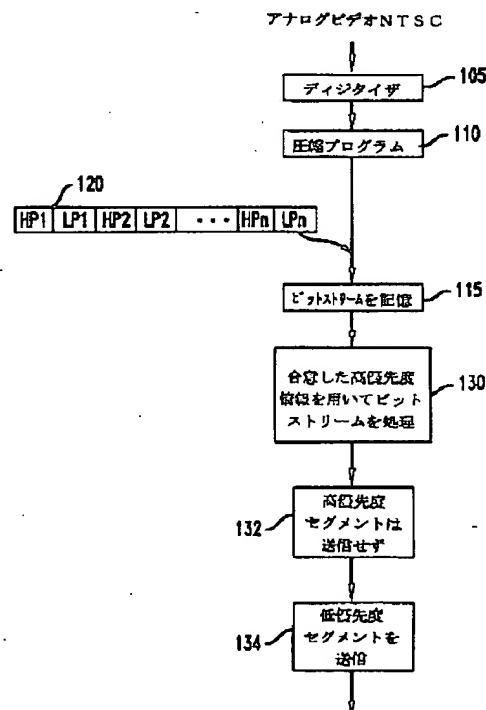 アナログビデオNTSC
ディジタイザ
105
圧縮プログラム
110
120
HP1 LP1 HP2 LP2 ・・・ HPn LPn
ビットストリームを記憶
115
合意した高優先度
情報を用いてビット
ストリームを処理
130
高優先度
セグメントは
送信せず
132
低優先度
セグメントを
送信
134